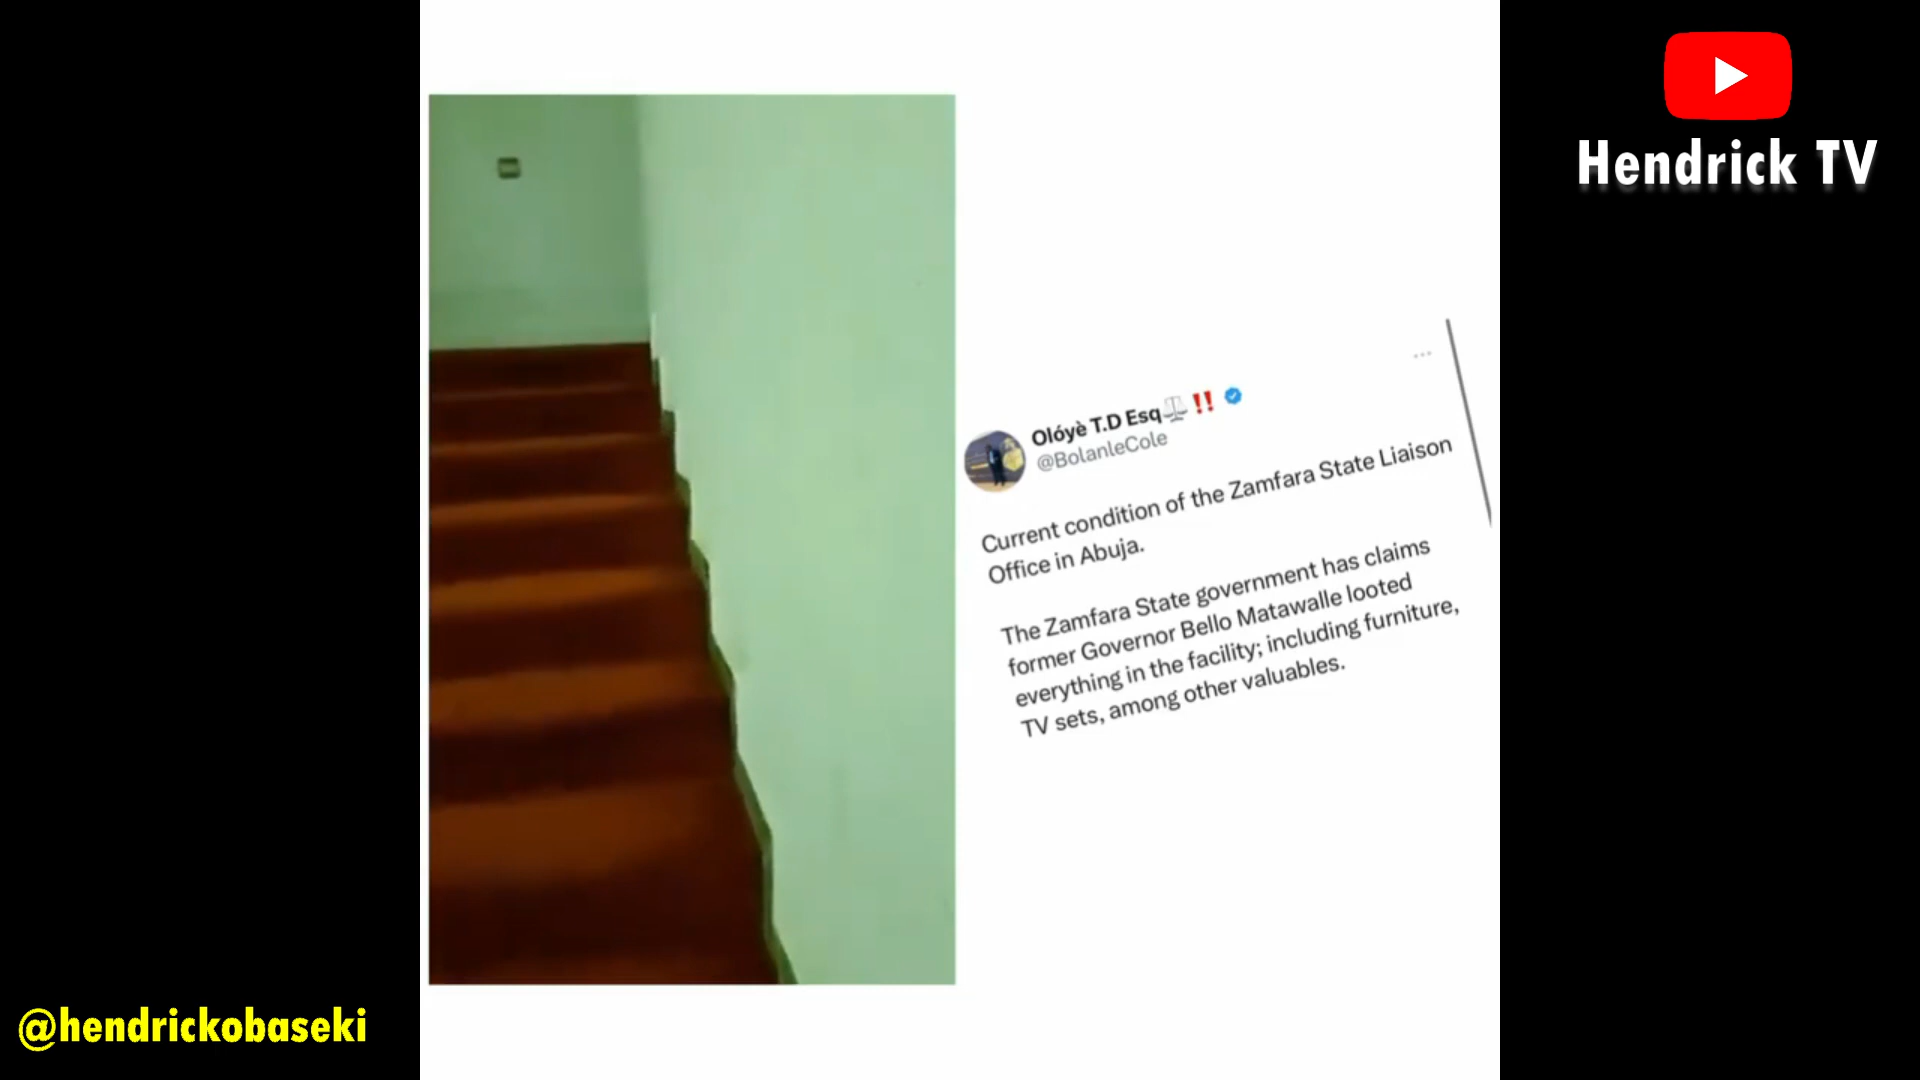 Hendrick TV
Olóyè T.D Esq⚖️‼️
@BolanleCole
Current condition of the Zamfara State Liaison
Office in Abuja.
The Zamfara State government has claims
former Governor Bello Matawalle looted
everything in the facility; including furniture,
TV sets, among other valuables.
@hendrickobaseki